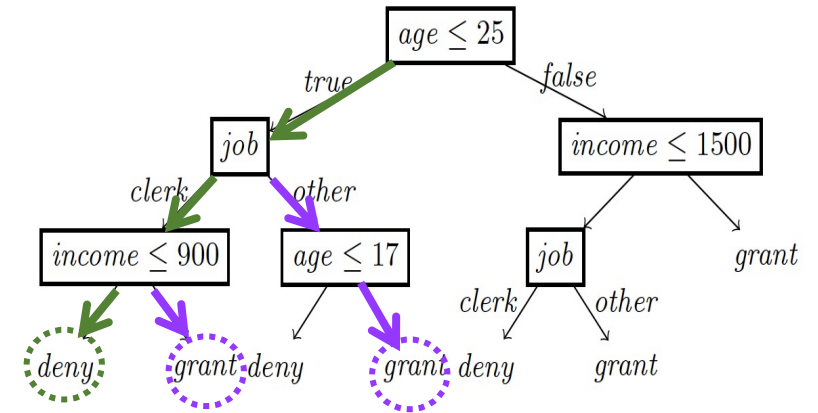 age ≤ 25
true
false
job
income ≤ 1500
clerk
other
income ≤ 900
age ≤ 17
job
grant
clerk
other
deny
grant
deny
grant
deny
grant